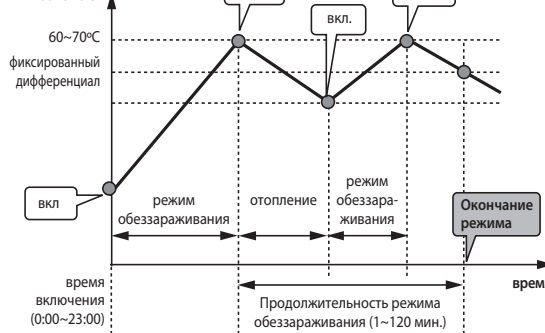 вкл.
60~70ºC
фиксированный
дифференциал
вкл
режим
обеззараживания
отопление
режим
обеззара-
живания
Окончание
режима
время
включения
(0:00~23:00)
Продолжительность режима
обеззараживания (1~120 мин.)